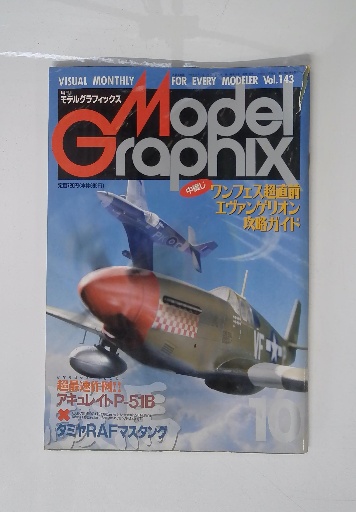 VISUAL MONTHLY FOR EVERY MODELER Vol.143
モデルグラフィックス
Model
Graphix
ワンフェス超直前
エヴァンゲリオン
攻略ガイド
超最速作例!!
アキュレイトP-51B
タミヤRAFマスタング
VF
10